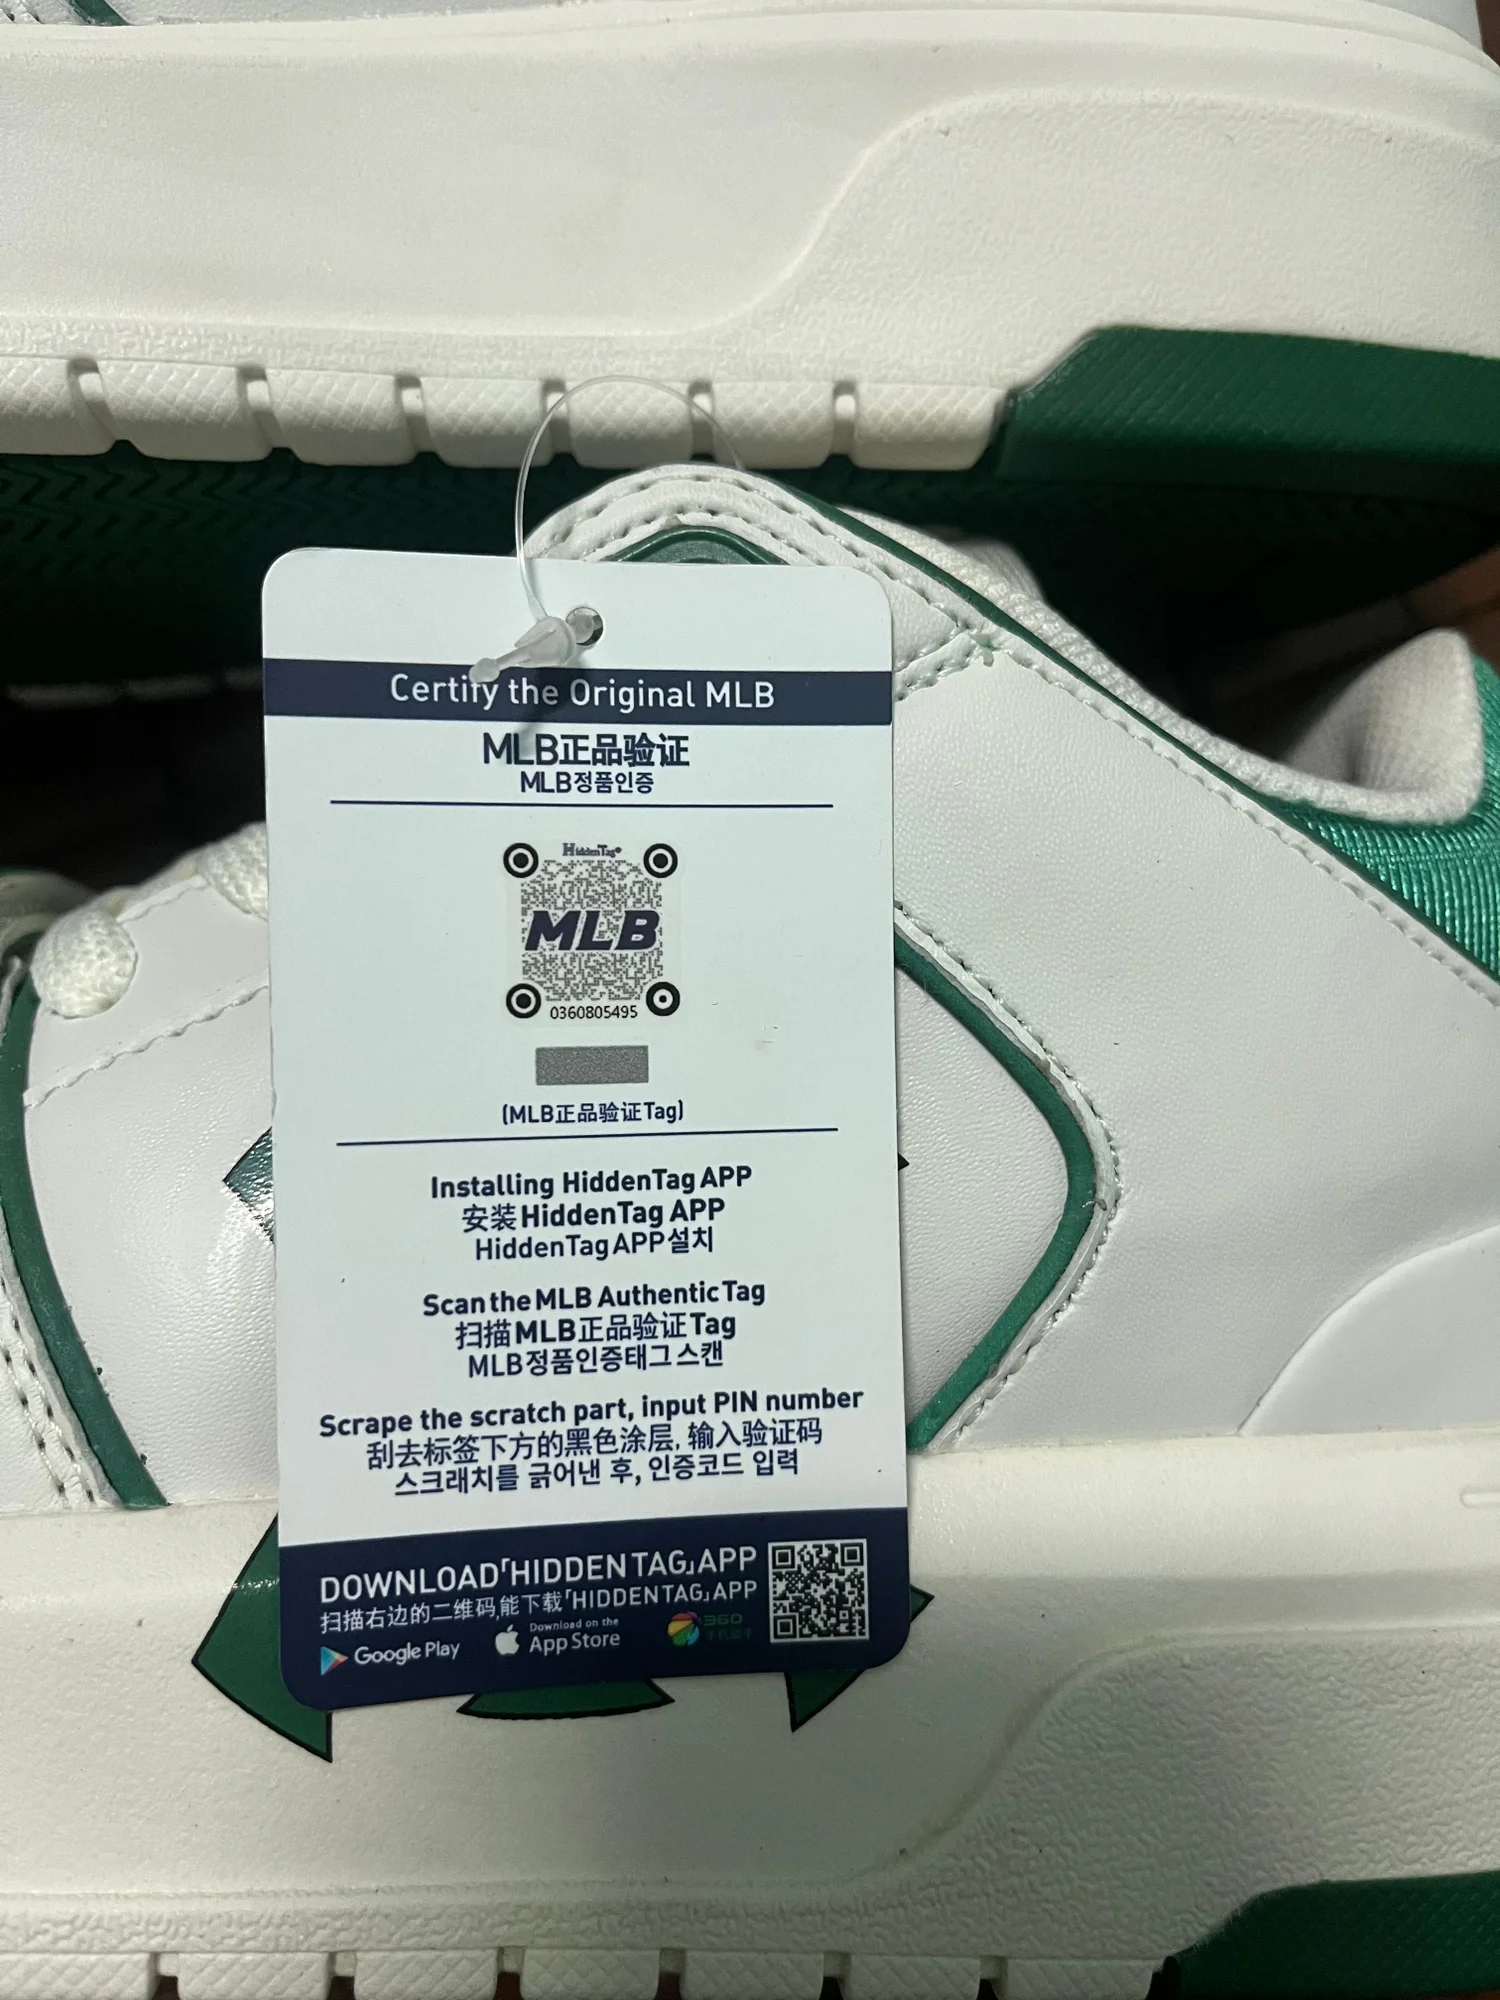 Certify the Original MLB
MLB正品验证
MLB정품인증
HiddenTag®
MLB
0360805495
(MLB正品验证Tag)
Installing HiddenTag APP
安装HiddenTag APP
HiddenTag APP설치
Scan the MLB Authentic Tag
扫描MLB正品验证Tag
MLB정품인증태그스캔
Scrape the scratch part, input PIN number
刮去标签下方的黑色涂层, 输入验证码
스크래치를 긁어낸 후, 인증코드 입력
DOWNLOAD「HIDDEN TAG」APP
扫描右边的二维码,能下载「HIDDENTAG」APP
Google Play
Download on the
App Store
360
手机助手